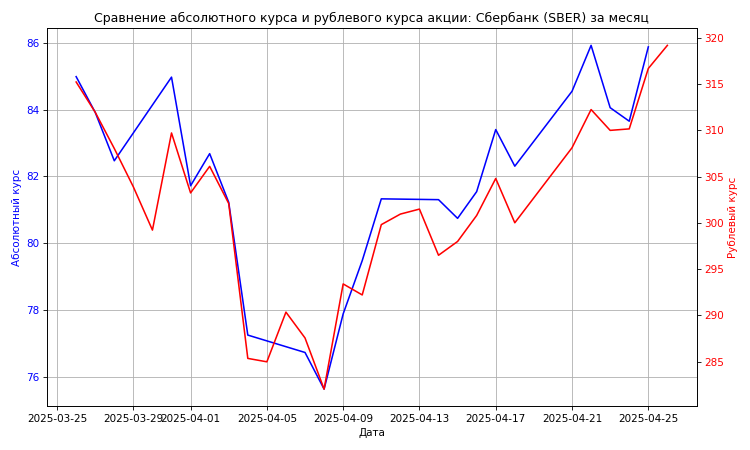 Сравнение абсолютного курса и рублевого курса акции: Сбербанк (SBER) за месяц
86
84
82
80
78
76
Абсолютный курс
320
315
310
305
300
295
290
285
Рублевый курс
2025-03-25 2025-03-29 2025-04-01 2025-04-05 2025-04-09 2025-04-13 2025-04-17 2025-04-21 2025-04-25
Дата